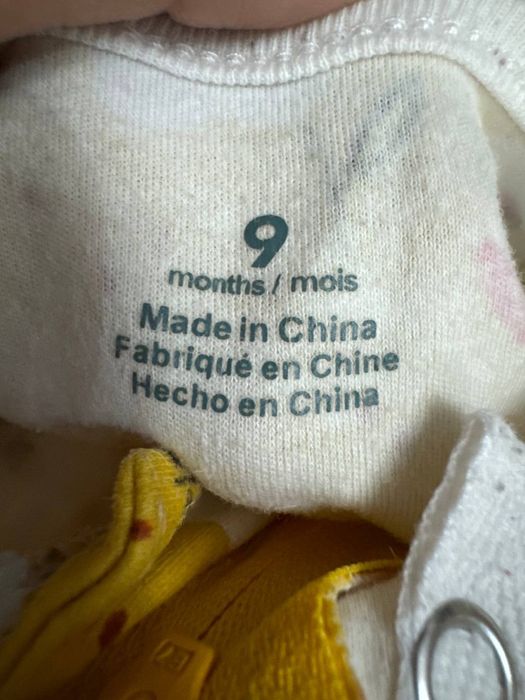 9
months / mois
Made in China
Fabriqué en Chine
Hecho en China